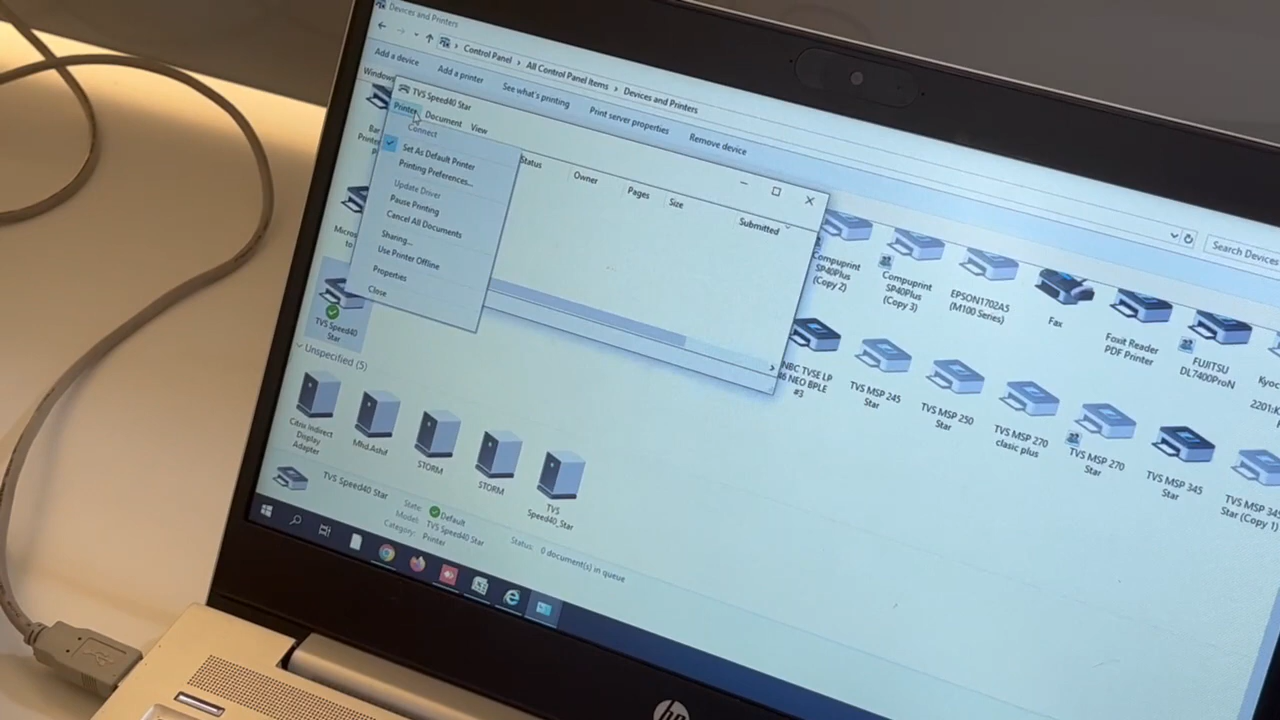 Devices and Printers
Control Panel > All Control Panel Items > Devices and Printers
Search Devices
Add a device
Add a printer
See what's printing
Print server properties
Remove device
TVS Speed40 Star
Printer
Document
View
Connect
Set As Default Printer
Printing Preferences...
Update Driver
Pause Printing
Cancel All Documents
Sharing...
Use Printer Offline
Properties
Close
Status
Owner
Pages
Size
Submitted
Compuprint
SP40Plus
(Copy 2)
Compuprint
SP40Plus
(Copy 3)
EPSON1702A5
(M100 Series)
Fax
Foxit Reader
PDF Printer
FUJITSU
DL7400ProN
TVS Speed40
Star
NEO BPLE
#3
TVS MSP 245
Star
TVS MSP 250
Star
TVS MSP 270
clasic plus
TVS MSP 270
Star
TVS MSP 345
Star
TVS MSP 345
Star (Copy 1)
Unspecified (5)
Citrix Indirect
Display
Adapter
Mhd.Ashif
STORM
STORM
TVS
Speed40_Star
TVS Speed40 Star
State:
Default
Model:
TVS Speed40 Star
Category:
Printer
Status:
0 document(s) in queue
hp